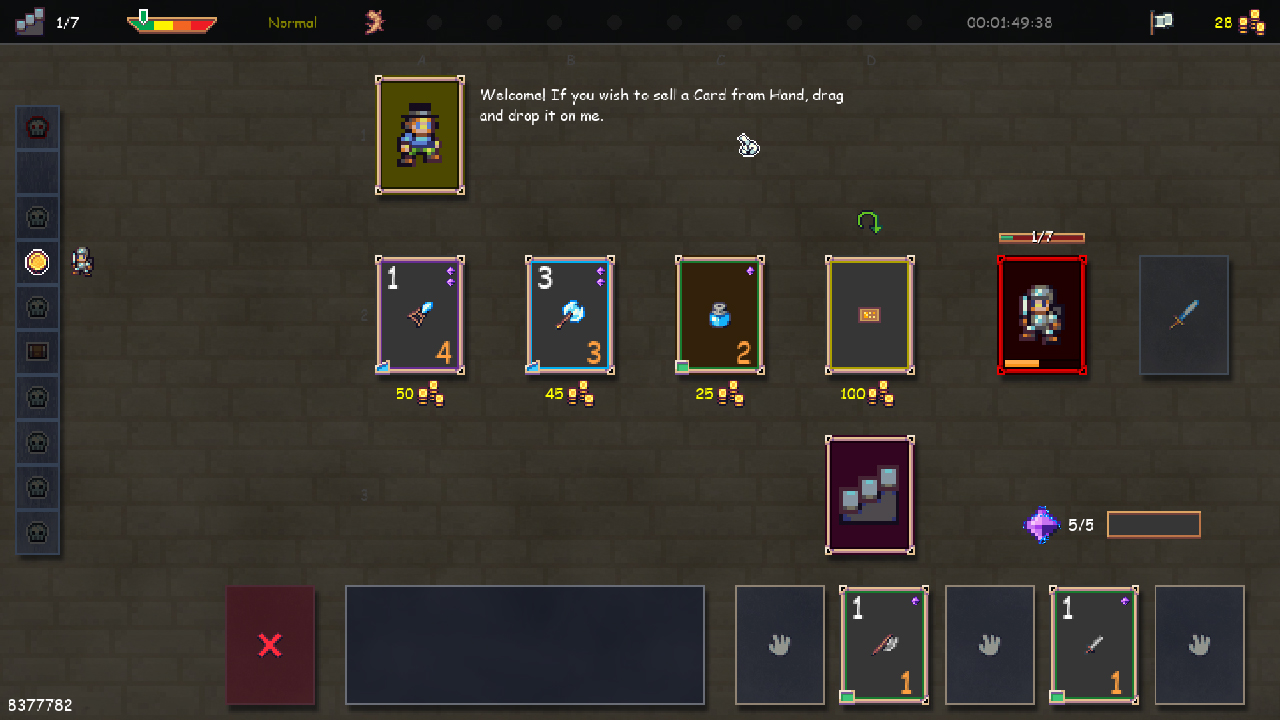 1/7
Normal
00:01:49:38
28
A B C D
Welcome! If you wish to sell a Card from Hand, drag
and drop it on me.
1
1/7
1 3
2
4 3 2
50 45 25 100
3
5/5
1 1
1 1
8377782